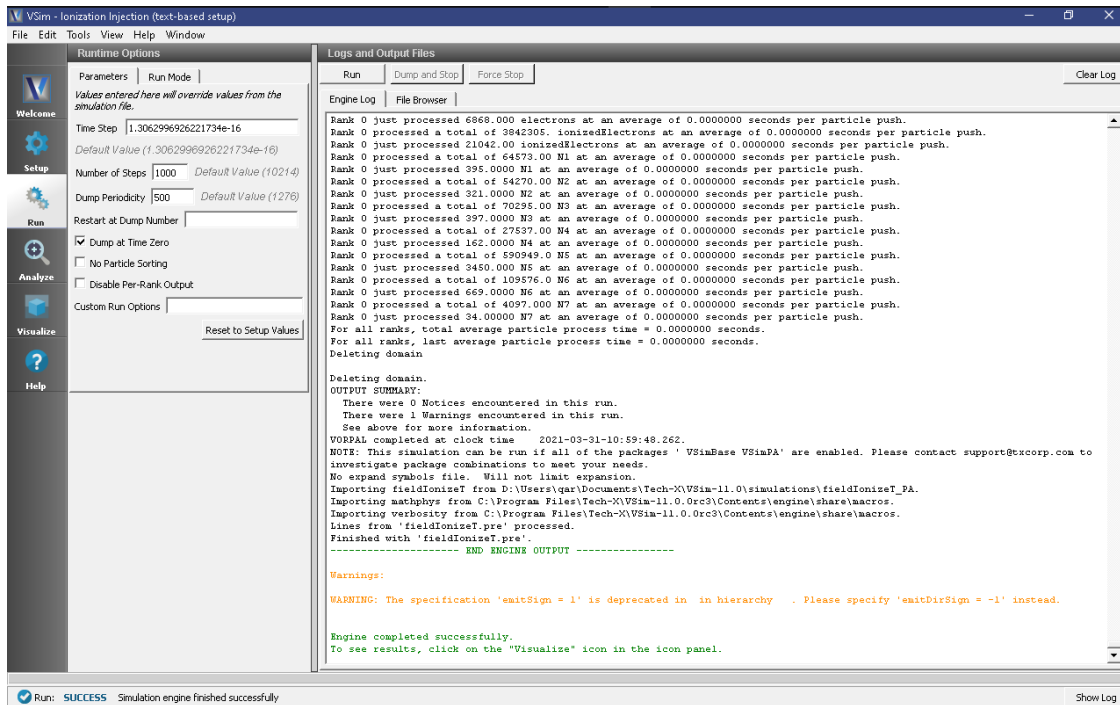 VSim - Ionization Injection (text-based setup)
File Edit Tools View Help Window
Welcome
Setup
Run
Analyze
Visualize
Help
Runtime Options
Parameters
Run Mode
Values entered here will override values from the
simulation file.
Time Step 1.3062996926221734e-16
Default Value (1.3062996926221734e-16)
Number of Steps 1000 Default Value (10214)
Dump Periodicity 500 Default Value (1276)
Restart at Dump Number
Dump at Time Zero
No Particle Sorting
Disable Per-Rank Output
Custom Run Options
Reset to Setup Values
Logs and Output Files
Run
Dump and Stop
Force Stop
Clear Log
Engine Log
File Browser
Rank 0 just processed 6868.000 electrons at an average of 0.0000000 seconds per particle push.
Rank 0 processed a total of 3842305. ionizedElectrons at an average of 0.0000000 seconds per particle push.
Rank 0 just processed 21042.00 ionizedElectrons at an average of 0.0000000 seconds per particle push.
Rank 0 processed a total of 64573.00 N1 at an average of 0.0000000 seconds per particle push.
Rank 0 just processed 395.0000 N1 at an average of 0.0000000 seconds per particle push.
Rank 0 processed a total of 54270.00 N2 at an average of 0.0000000 seconds per particle push.
Rank 0 just processed 321.0000 N2 at an average of 0.0000000 seconds per particle push.
Rank 0 processed a total of 70295.00 N3 at an average of 0.0000000 seconds per particle push.
Rank 0 just processed 397.0000 N3 at an average of 0.0000000 seconds per particle push.
Rank 0 processed a total of 27537.00 N4 at an average of 0.0000000 seconds per particle push.
Rank 0 just processed 162.0000 N4 at an average of 0.0000000 seconds per particle push.
Rank 0 processed a total of 590949.0 N5 at an average of 0.0000000 seconds per particle push.
Rank 0 just processed 3450.000 N5 at an average of 0.0000000 seconds per particle push.
Rank 0 processed a total of 109576.0 N6 at an average of 0.0000000 seconds per particle push.
Rank 0 just processed 669.0000 N6 at an average of 0.0000000 seconds per particle push.
Rank 0 processed a total of 4097.000 N7 at an average of 0.0000000 seconds per particle push.
Rank 0 just processed 34.00000 N7 at an average of 0.0000000 seconds per particle push.
For all ranks, total average particle process time = 0.0000000 seconds.
For all ranks, last average particle process time = 0.0000000 seconds.
Deleting domain
Deleting domain.
OUTPUT SUMMARY:
There were 0 Notices encountered in this run.
There were 1 Warnings encountered in this run.
See above for more information.
VORPAL completed at clock time 2021-03-31-10:59:48.262.
NOTE: This simulation can be run if all of the packages ' VSimBase VSimPA' are enabled. Please contact support@txcorp.com to
investigate package combinations to meet your needs.
No expand symbols file. Will not limit expansion.
Importing fieldIonizeT from D:\Users\qar\Documents\Tech-X\VSim-11.0\simulations\fieldIonizeT_PA.
Importing mathphys from C:\Program Files\Tech-X\VSim-11.0.0rc3\Contents\engine\share\macros.
Importing verbosity from C:\Program Files\Tech-X\VSim-11.0.0rc3\Contents\engine\share\macros.
Lines from 'fieldIonizeT.pre' processed.
Finished with 'fieldIonizeT.pre'.
--------------------- END ENGINE OUTPUT ----------------
Warnings:
WARNING: The specification 'emitSign = 1' is deprecated in in hierarchy . Please specify 'emitDirSign = -1' instead.
Engine completed successfully.
To see results, click on the "Visualize" icon in the icon panel.
Run: SUCCESS Simulation engine finished successfully
Show Log